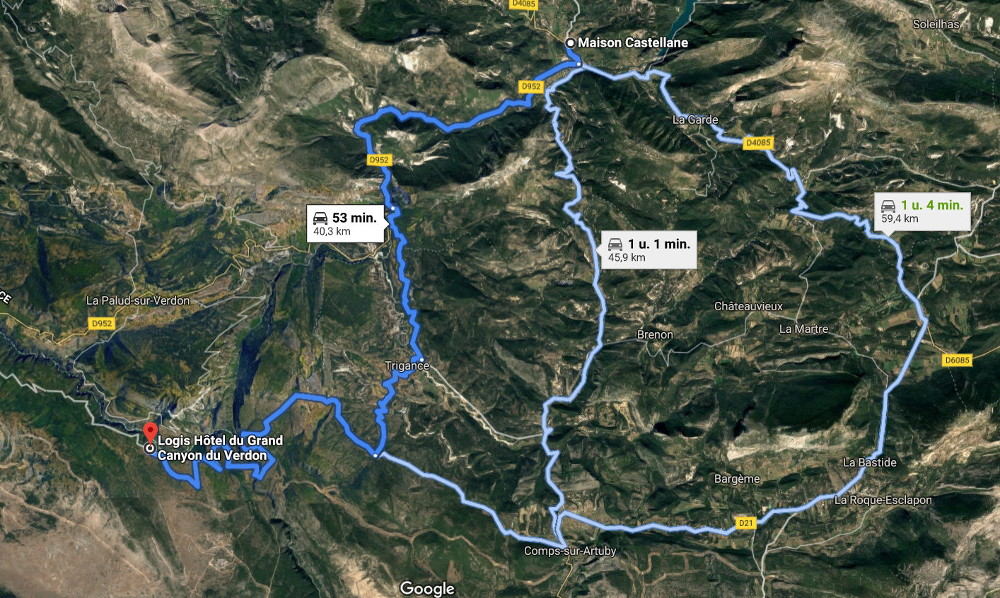 D4085
Soleilhas
Maison Castellane
D952
La Garde
D4085
D952
1 u. 4 min.
59,4 km
53 min.
40,3 km
1 u. 1 min.
45,9 km
CE
La Palud-sur-Verdon
Châteauvieux
D952
La Martre
Brenon
D6085
Trigance
Logis Hôtel du Grand
Canyon du Verdon
La Bastide
Bargème
La Roque-Esclapon
D21
Comps-sur-Artuby
Google